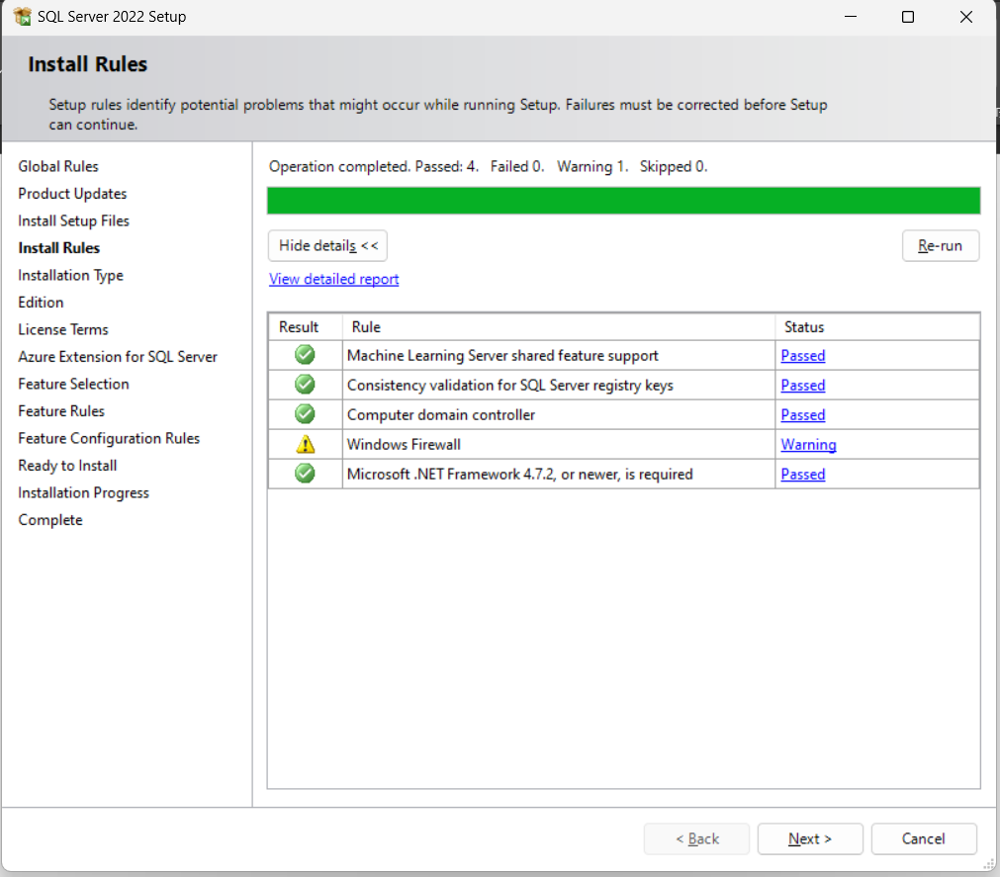 SQL Server 2022 Setup
Install Rules
Setup rules identify potential problems that might occur while running Setup. Failures must be corrected before Setup
can continue.
Global Rules
Product Updates
Install Setup Files
Install Rules
Installation Type
Edition
License Terms
Azure Extension for SQL Server
Feature Selection
Feature Rules
Feature Configuration Rules
Ready to Install
Installation Progress
Complete
Operation completed. Passed: 4. Failed 0. Warning 1. Skipped 0.
Hide details <<
Re-run
View detailed report
Result Rule Status
Machine Learning Server shared feature support Passed
Consistency validation for SQL Server registry keys Passed
Computer domain controller Passed
Windows Firewall Warning
Microsoft .NET Framework 4.7.2, or newer, is required Passed
< Back Next > Cancel